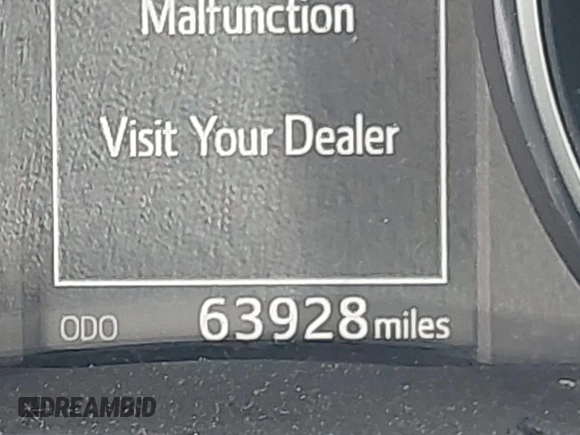 Malfunction
Visit Your Dealer
ODO 63928 miles
DREAMBID